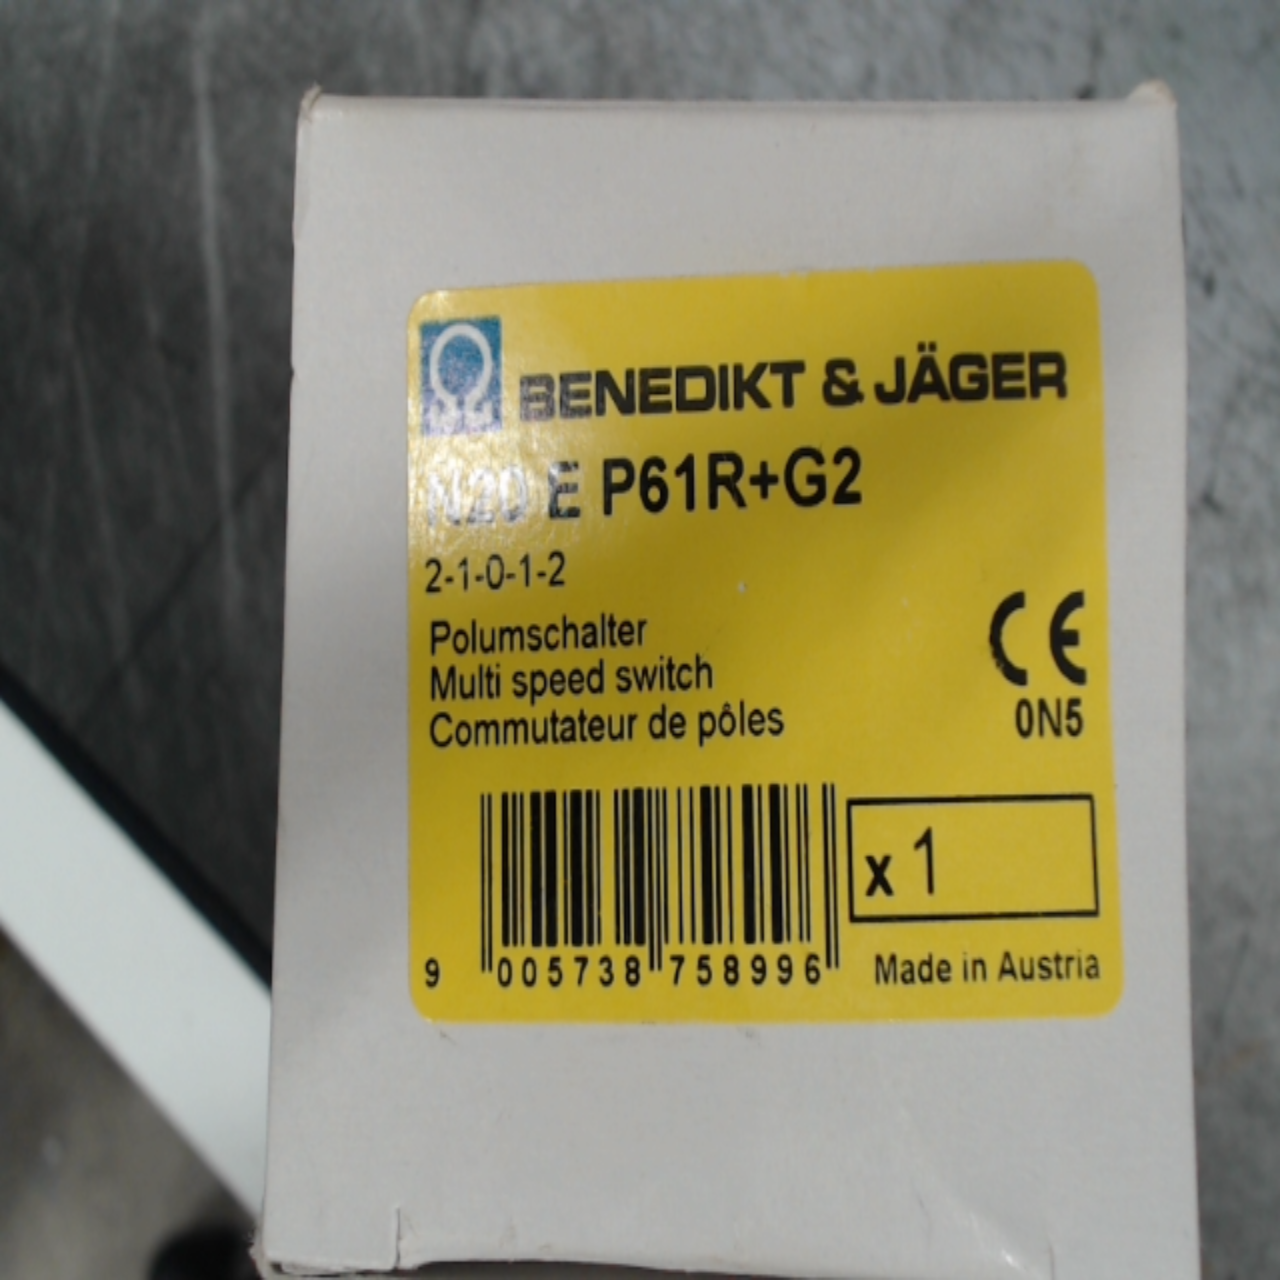 BENEDIKT & JÄGER
N20 E P61R+G2
2-1-0-1-2
Polumschalter
Multi speed switch
Commutateur de pôles
CE
0N5
x 1
9 005738 758996
Made in Austria